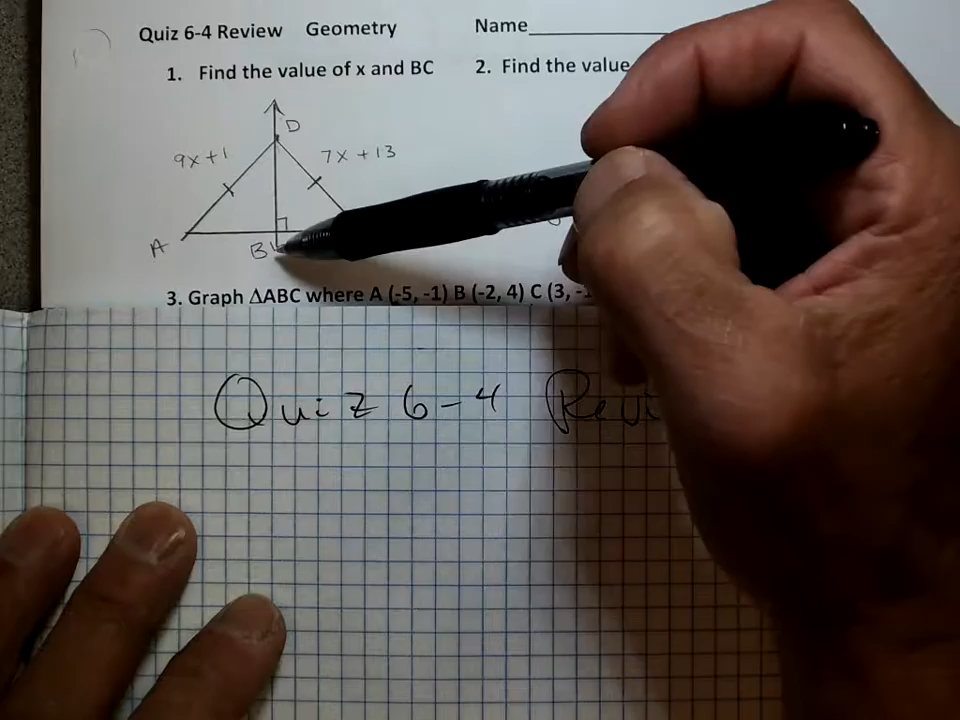 Quiz 6-4 Review Geometry Name
1. Find the value of x and BC
2. Find the value
D
9x+1
7x+13
A
B
3. Graph ΔABC where A (-5, -1) B (-2, 4) C (3,
Quiz 6-4